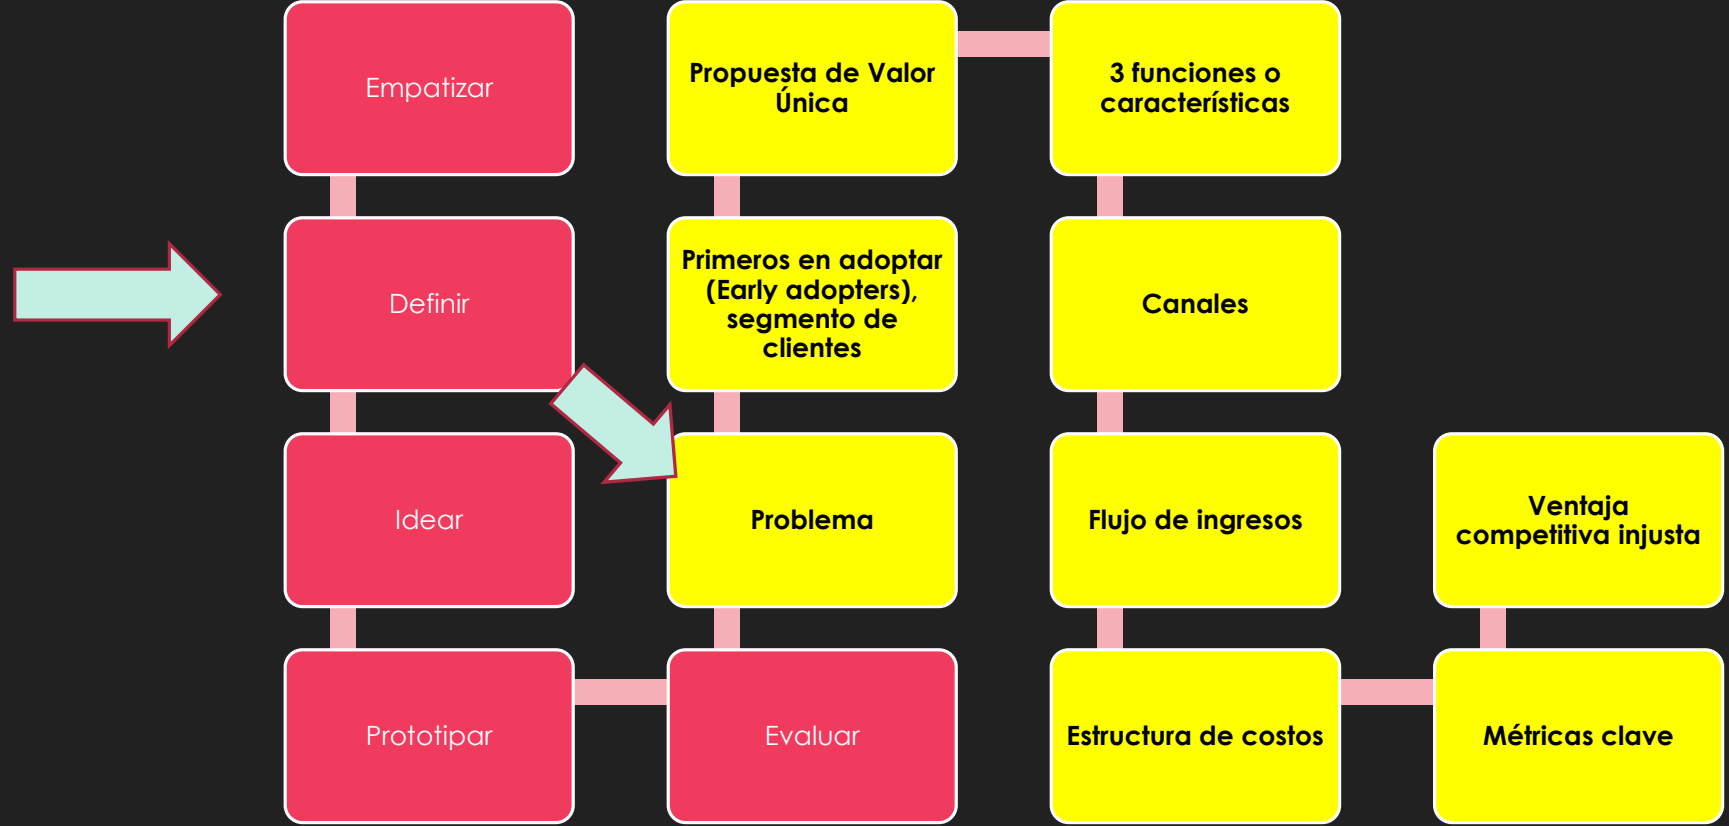 Empatizar
Definir
Idear
Prototipar
Evaluar
Problema
Primeros en adoptar
(Early adopters),
segmento de
clientes
Propuesta de Valor
Única
3 funciones o
características
Canales
Flujo de ingresos
Estructura de costos
Métricas clave
Ventaja
competitiva injusta